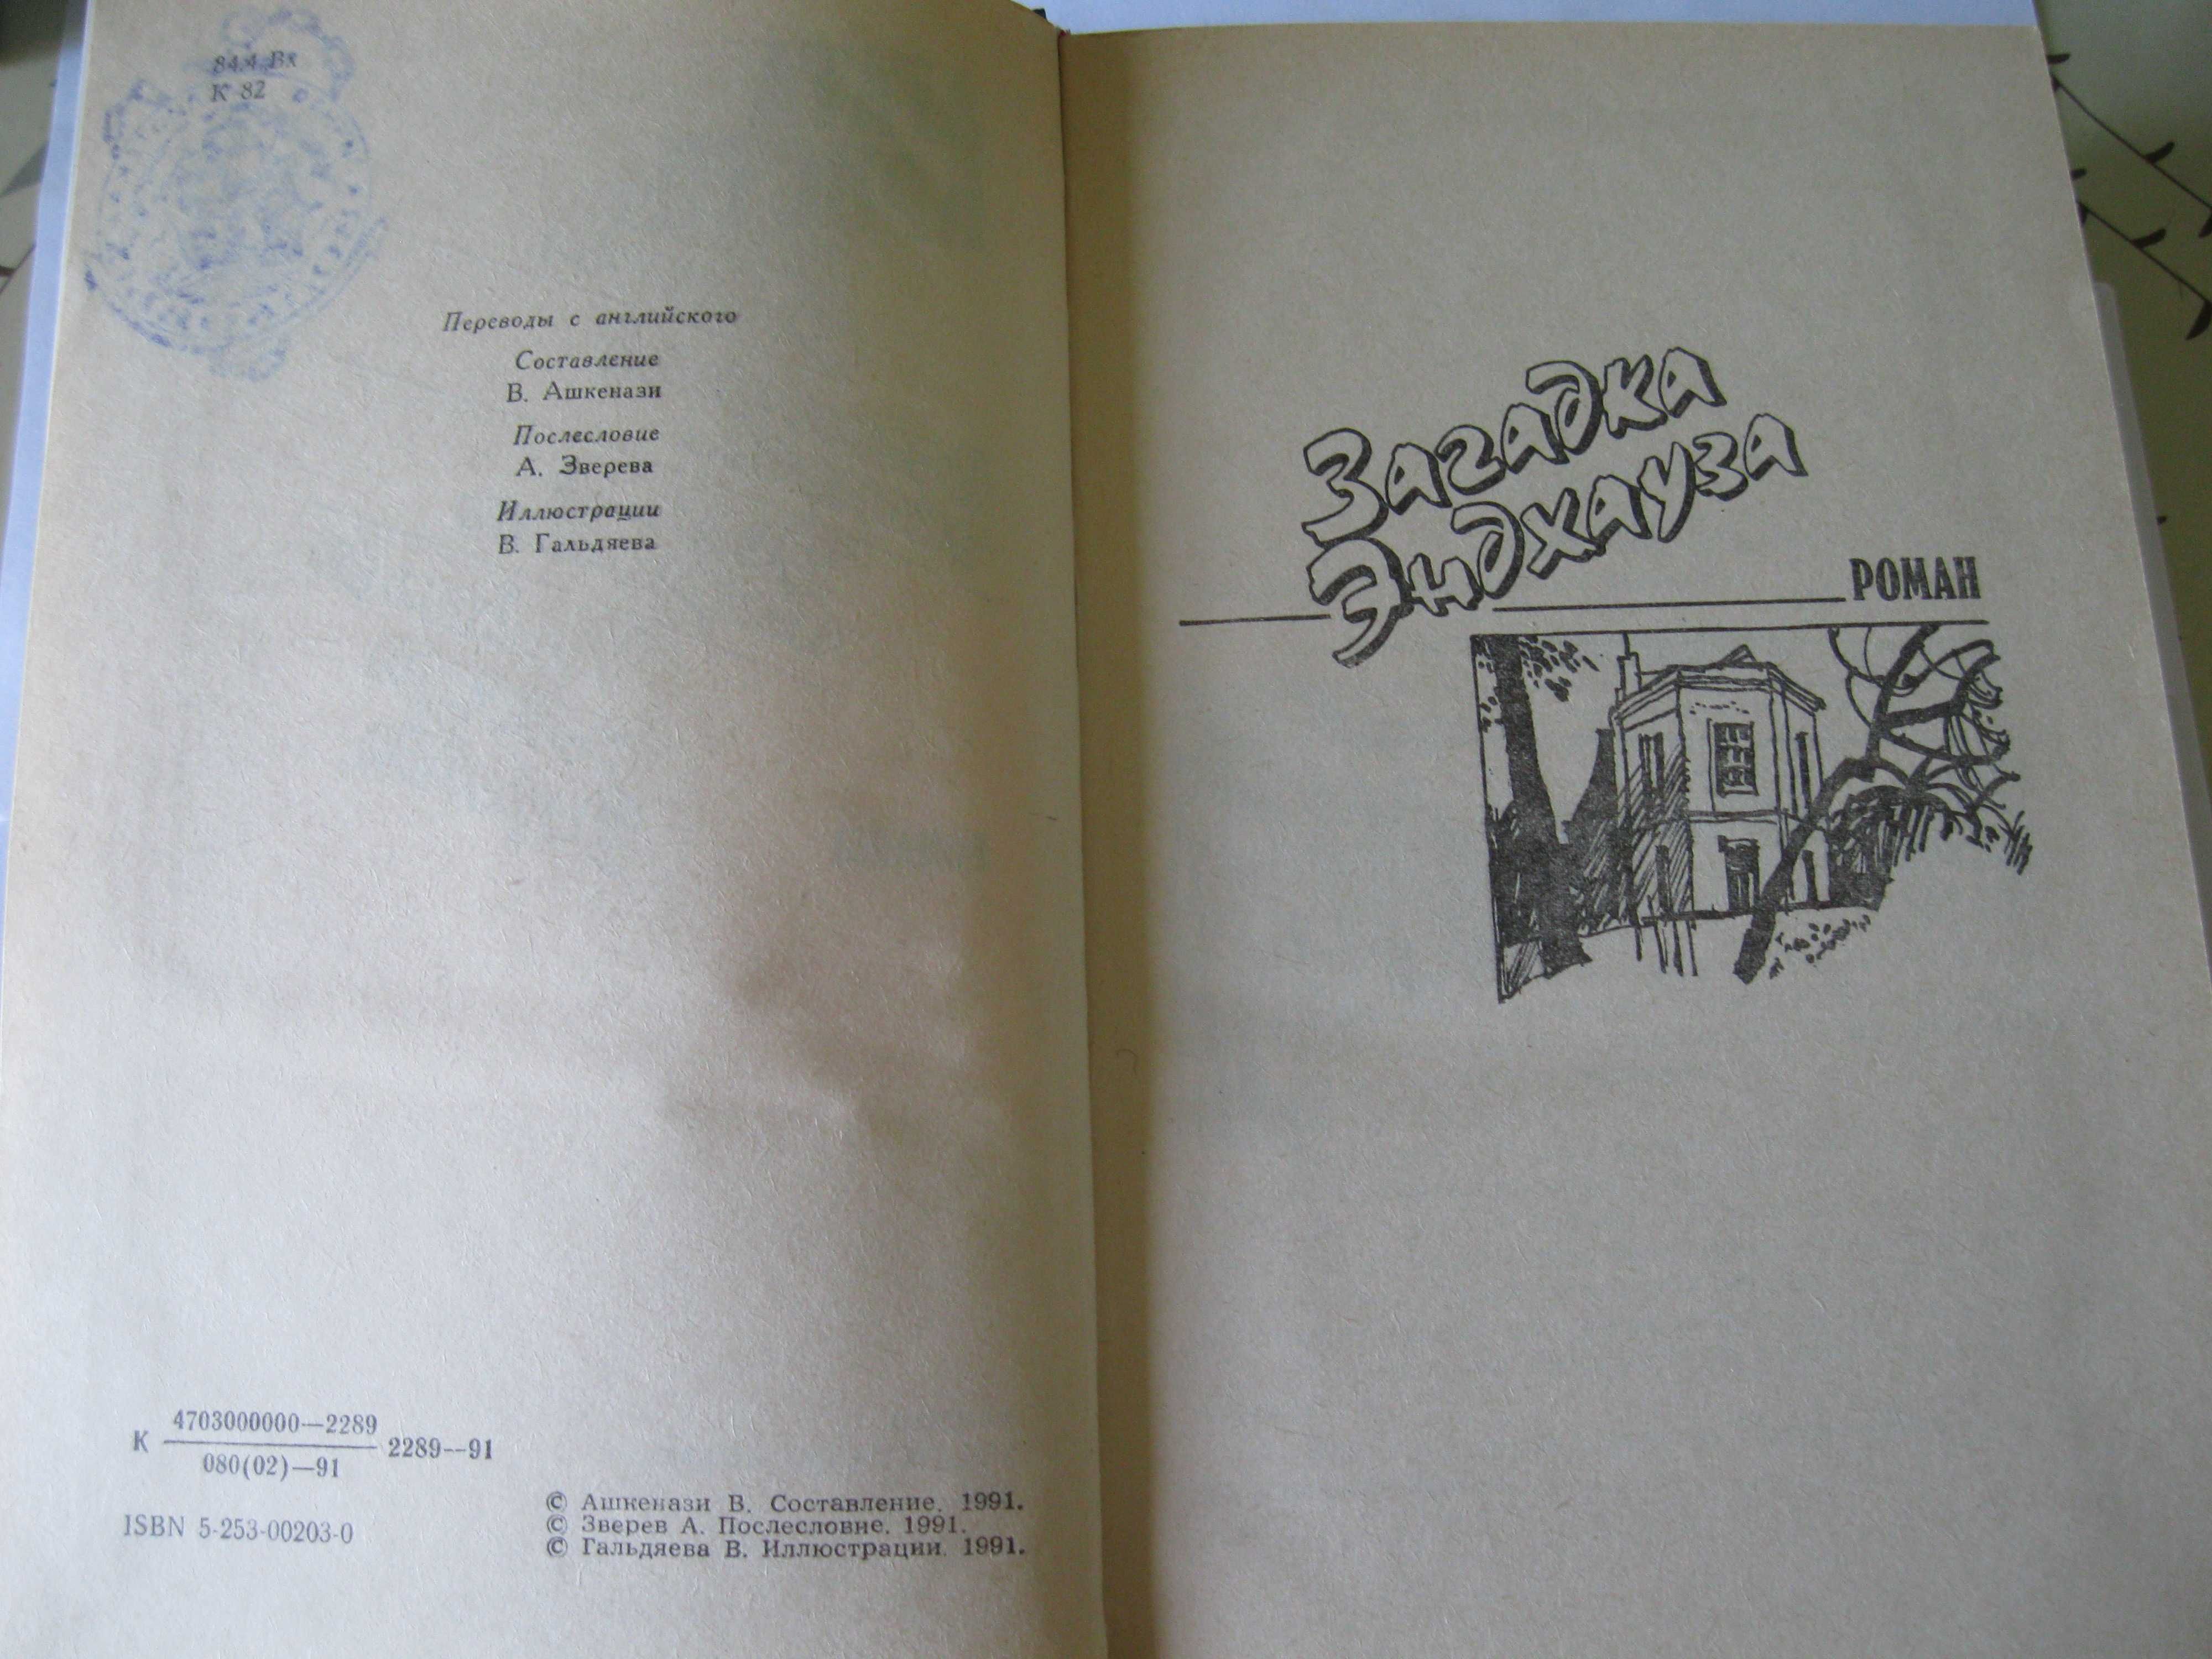 84.4 Вл
К 82
Переводы с английского
Составление
В. Ашкенази
Послесловие
А. Зверева
Иллюстрации
В. Гальдяева
К 4703000000—2289
080(02)—91
2289--91
ISBN 5-253-00203-0
© Ашкенази В. Составление. 1991.
© Зверев А. Послесловие. 1991.
© Гальдяева В. Иллюстрации. 1991.
Загадка
Эндхауза
РОМАН